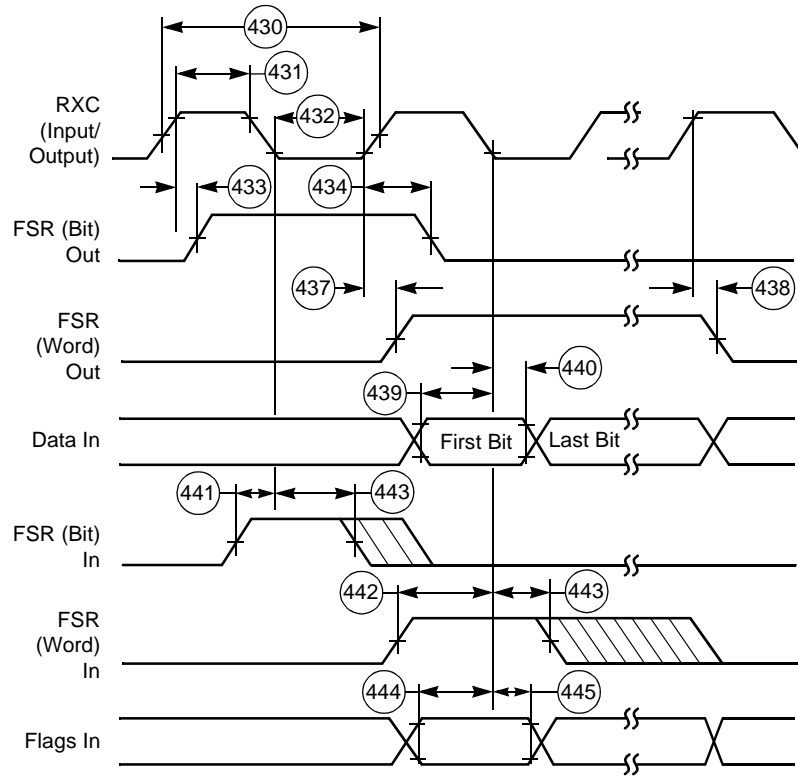 430
431
RXC
(Input/
Output)
432
433
434
FSR (Bit)
Out
437
438
FSR
(Word)
Out
439
440
Data In
First Bit
Last Bit
441
443
FSR (Bit)
In
442
443
FSR
(Word)
In
444
445
Flags In